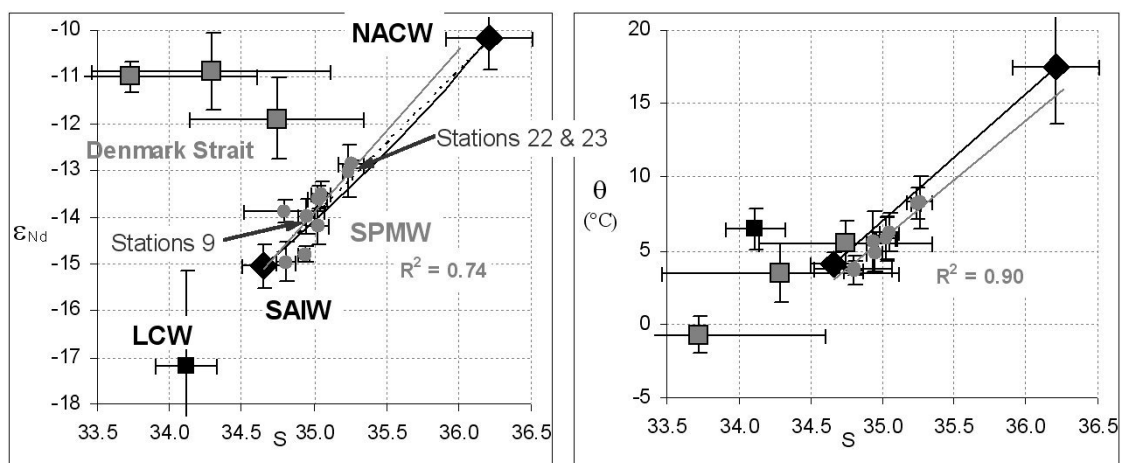 NACW
Stations 22 & 23
Denmark Strait
Stations 9
SPMW
R² = 0.74
SAIW
LCW
εNd
-10
-11
-12
-13
-14
-15
-16
-17
-18
33.5 34.0 34.5 35.0 35.5 36.0 36.5
S
θ
(°C)
20
15
10
5
0
-5
R² = 0.90
33.5 34.0 34.5 35.0 35.5 36.0 36.5
S